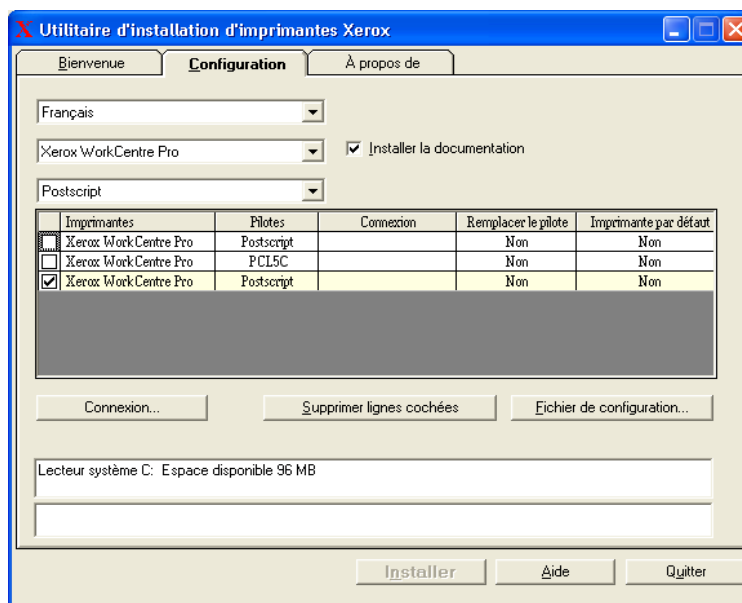 X Utilitaire d'installation d'imprimantes Xerox
Bienvenue Configuration À propos de
Français
Xerox WorkCentre Pro Installer la documentation
Postscript
Imprimantes Pilotes Connexion Remplacer le pilote Imprimante par défaut
Xerox WorkCentre Pro Postscript Non Non
Xerox WorkCentre Pro PCL5C Non Non
Xerox WorkCentre Pro Postscript Non Non
Connexion... Supprimer lignes cochées Fichier de configuration...
Lecteur système C: Espace disponible 96 MB
Installer Aide Quitter